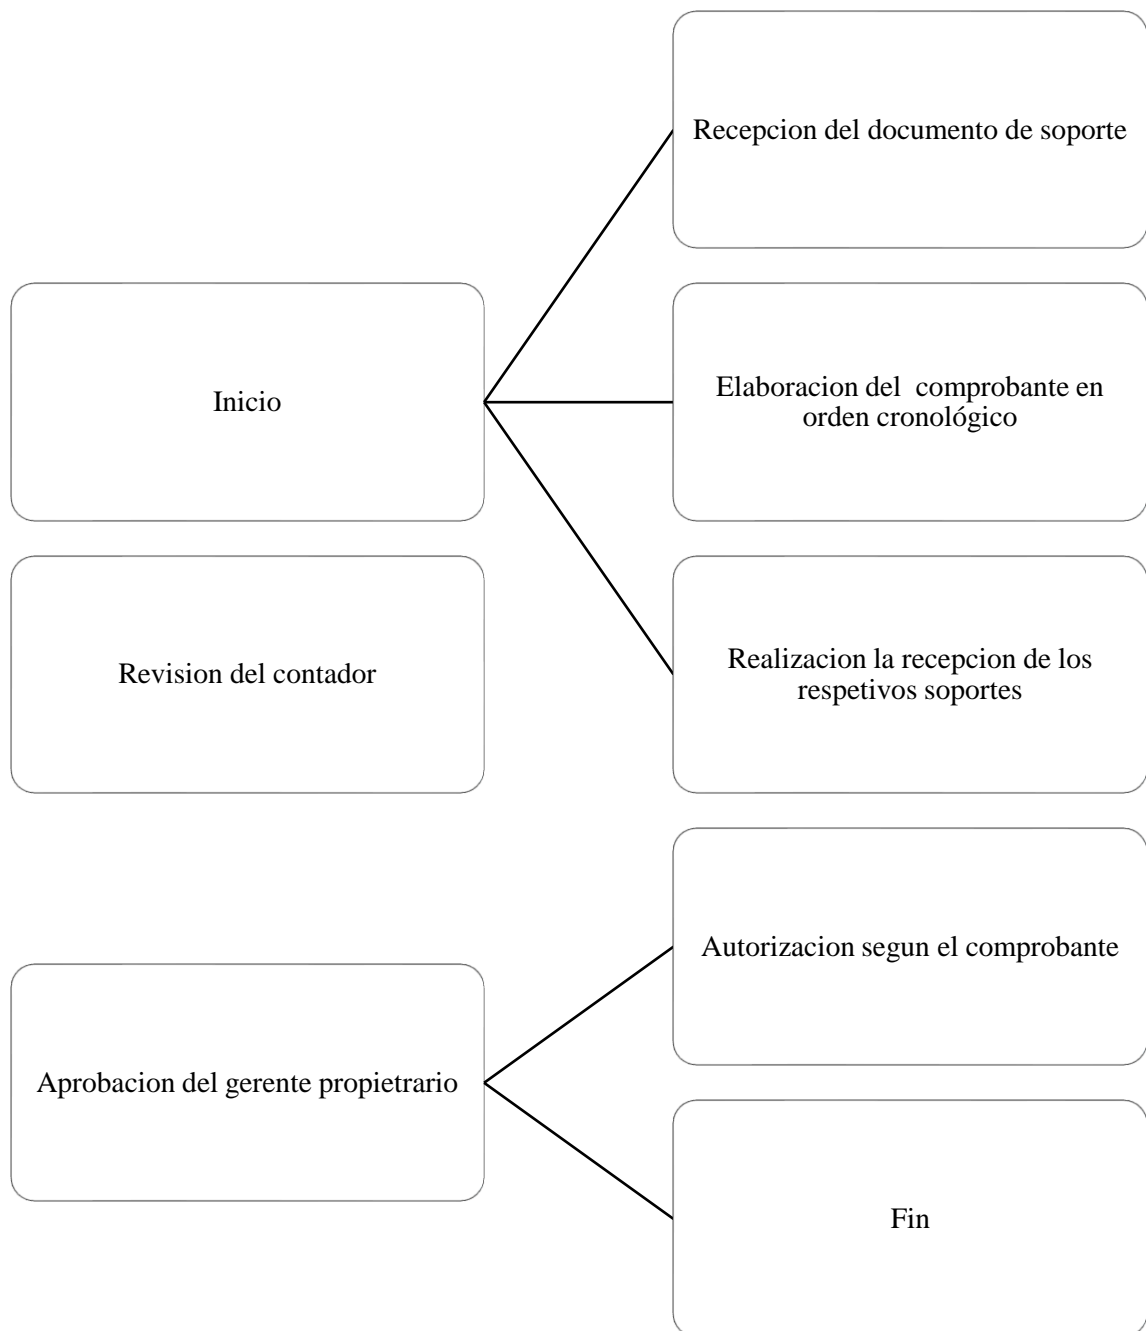 Inicio
Recepcion del documento de soporte
Elaboracion del  comprobante en
orden cronológico
Realizacion la recepcion de los
respetivos soportes
Revision del contador
Aprobacion del gerente propietrario
Autorizacion segun el comprobante
Fin